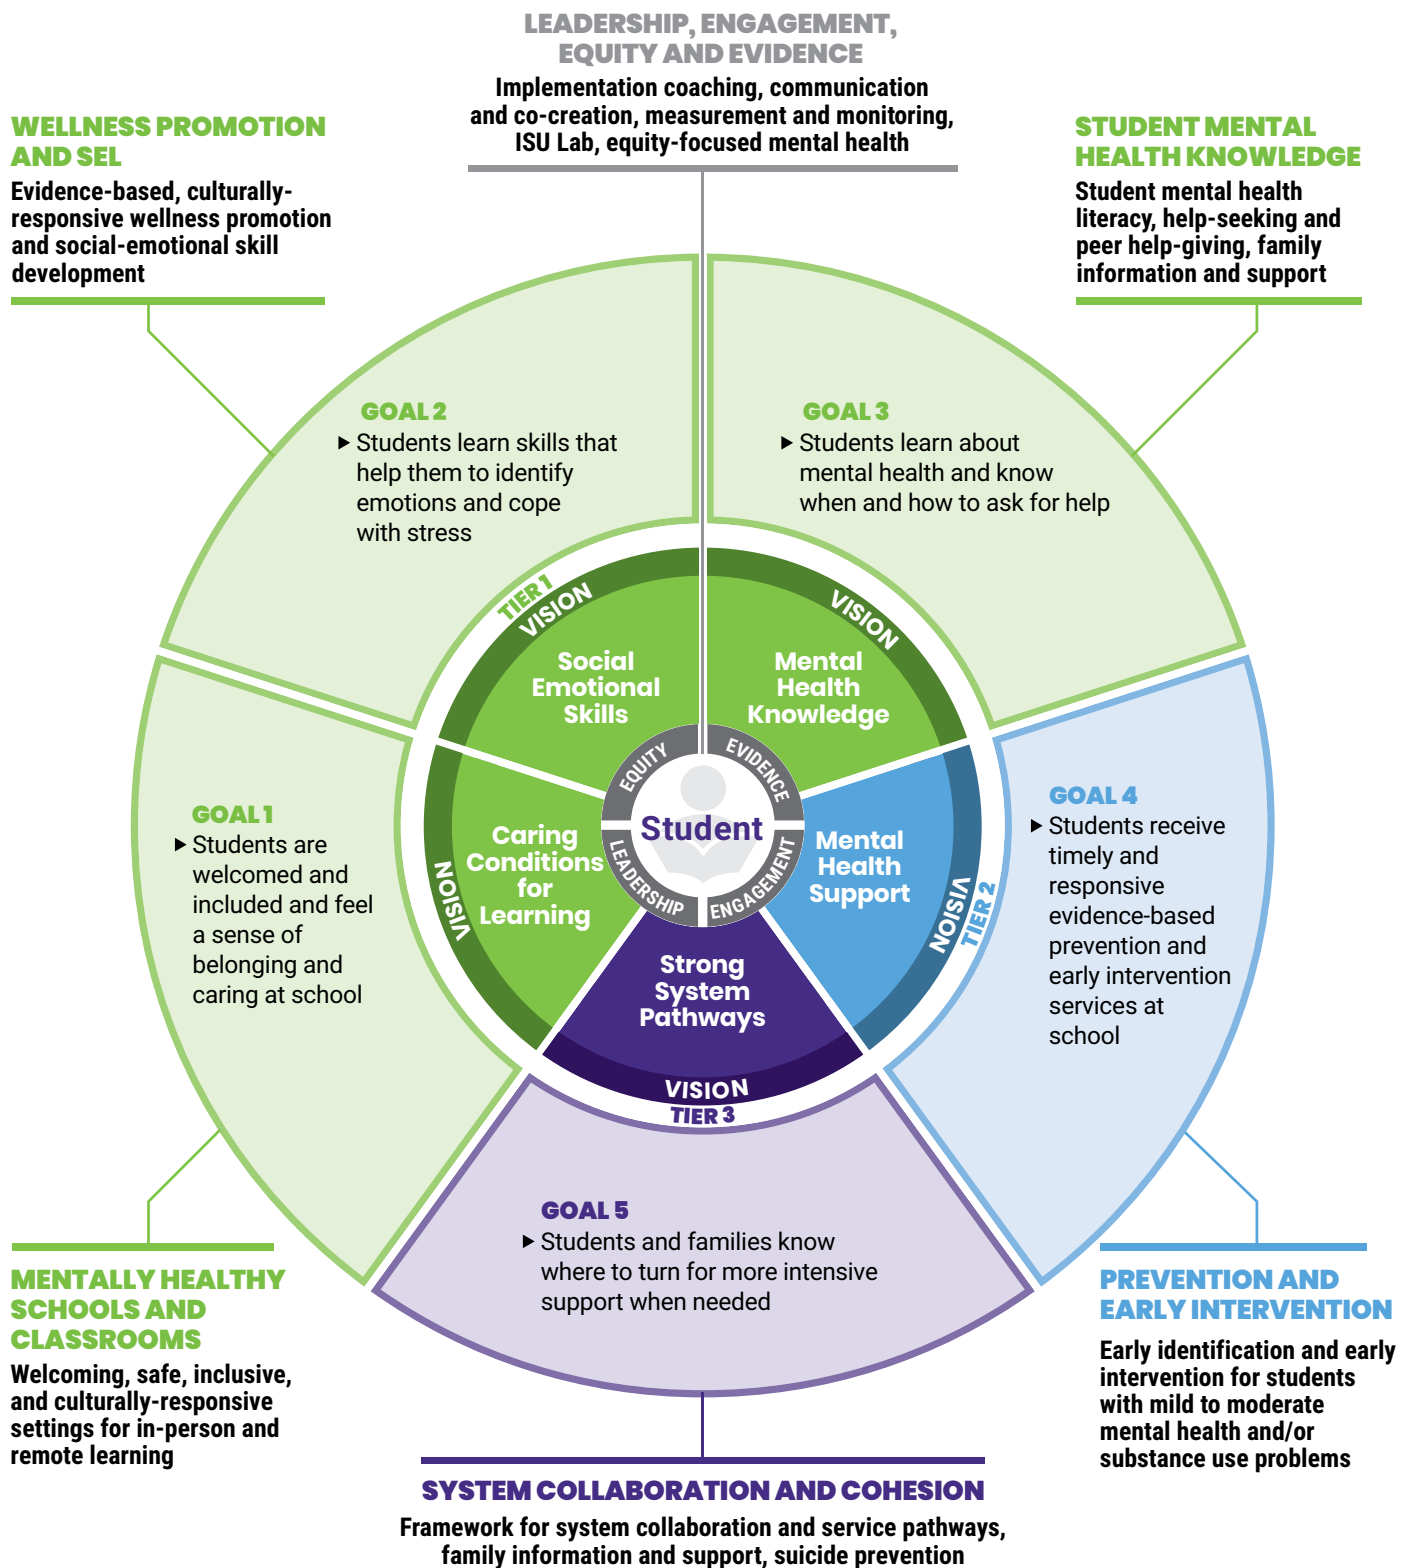 LEADERSHIP, ENGAGEMENT,
EQUITY AND EVIDENCE
Implementation coaching, communication
and co-creation, measurement and monitoring,
ISU Lab, equity-focused mental health
WELLNESS PROMOTION
AND SEL
Evidence-based, culturally-
responsive wellness promotion
and social-emotional skill
development
STUDENT MENTAL
HEALTH KNOWLEDGE
Student mental health
literacy, help-seeking and
peer help-giving, family
information and support
GOAL 2
▶ Students learn skills that
help them to identify
emotions and cope
with stress
GOAL 3
▶ Students learn about
mental health and know
when and how to ask for help
TIER 1
VISION
VISION
Social
Emotional
Skills
Mental
Health
Knowledge
EQUITY
EVIDENCE
Student
LEADERSHIP
ENGAGEMENT
GOAL 1
▶ Students are
welcomed and
included and feel
a sense of
belonging and
caring at school
VISION
Caring
Conditions
for
Learning
Mental
Health
Support
VISION
TIER 2
GOAL 4
▶ Students receive
timely and
responsive
evidence-based
prevention and
early intervention
services at
school
Strong
System
Pathways
VISION
TIER 3
GOAL 5
▶ Students and families know
where to turn for more intensive
support when needed
MENTALLY HEALTHY
SCHOOLS AND
CLASSROOMS
Welcoming, safe, inclusive,
and culturally-responsive
settings for in-person and
remote learning
PREVENTION AND
EARLY INTERVENTION
Early identification and early
intervention for students
with mild to moderate
mental health and/or
substance use problems
SYSTEM COLLABORATION AND COHESION
Framework for system collaboration and service pathways,
family information and support, suicide prevention